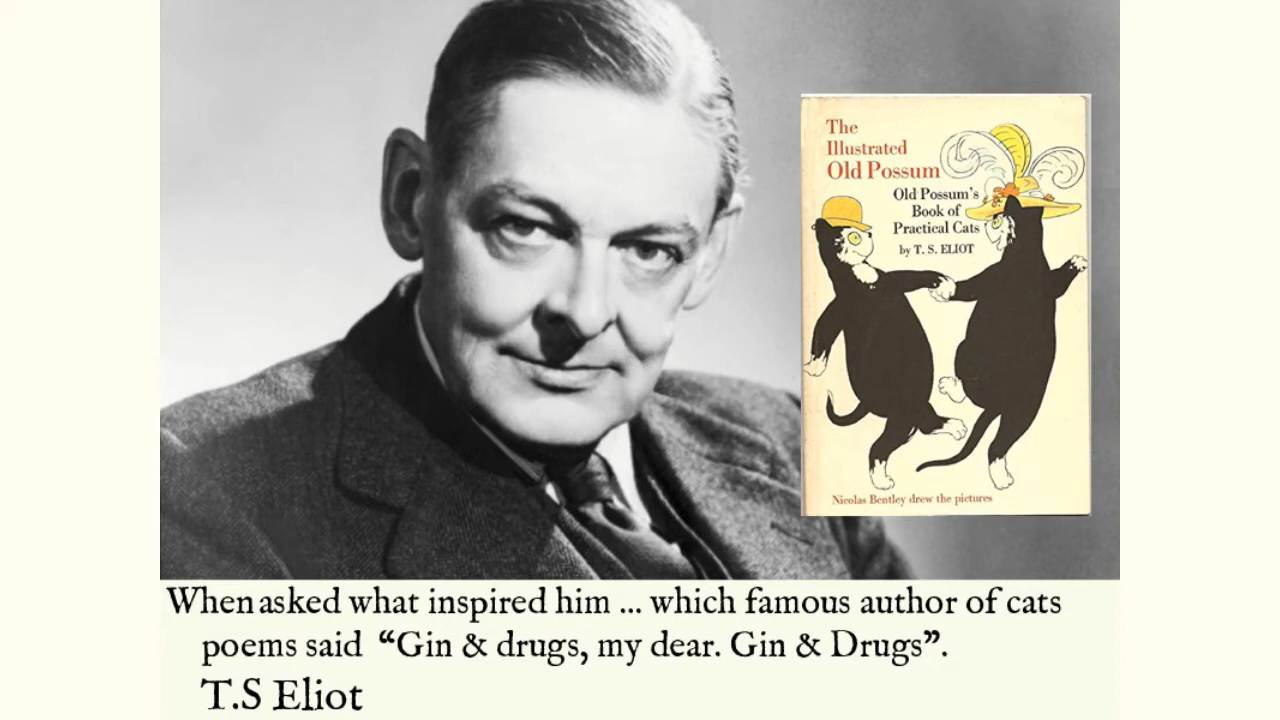 The
Illustrated
Old Possum
Old Possum's
Book of
Practical Cats
by T. S. ELIOT
Nicolas Bentley drew the pictures
When asked what inspired him ... which famous author of cats
poems said “Gin & drugs, my dear. Gin & Drugs”.
T.S Eliot